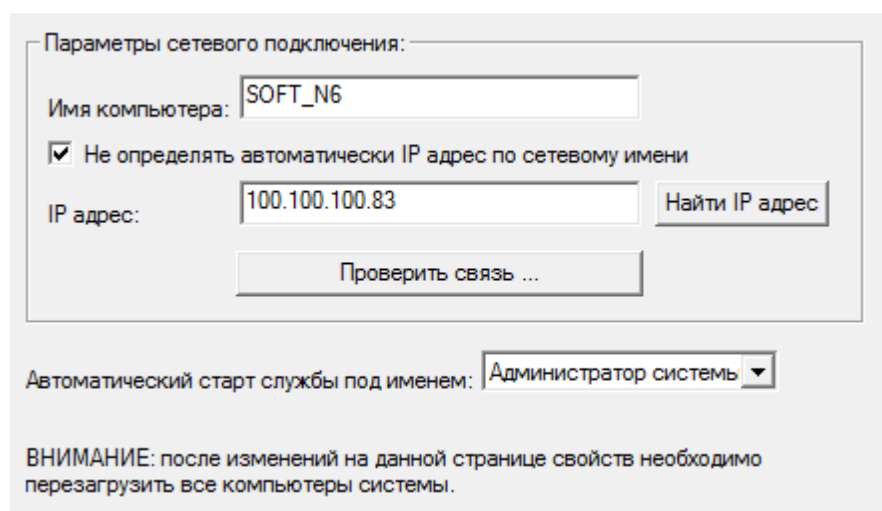 Параметры сетевого подключения:
Имя компьютера: SOFT_N6
Не определять автоматически IP адрес по сетевому имени
IP адрес: 100.100.100.83 Найти IP адрес
Проверить связь ...
Автоматический старт службы под именем: Администратор системы
ВНИМАНИЕ: после изменений на данной странице свойств необходимо
перезагрузить все компьютеры системы.